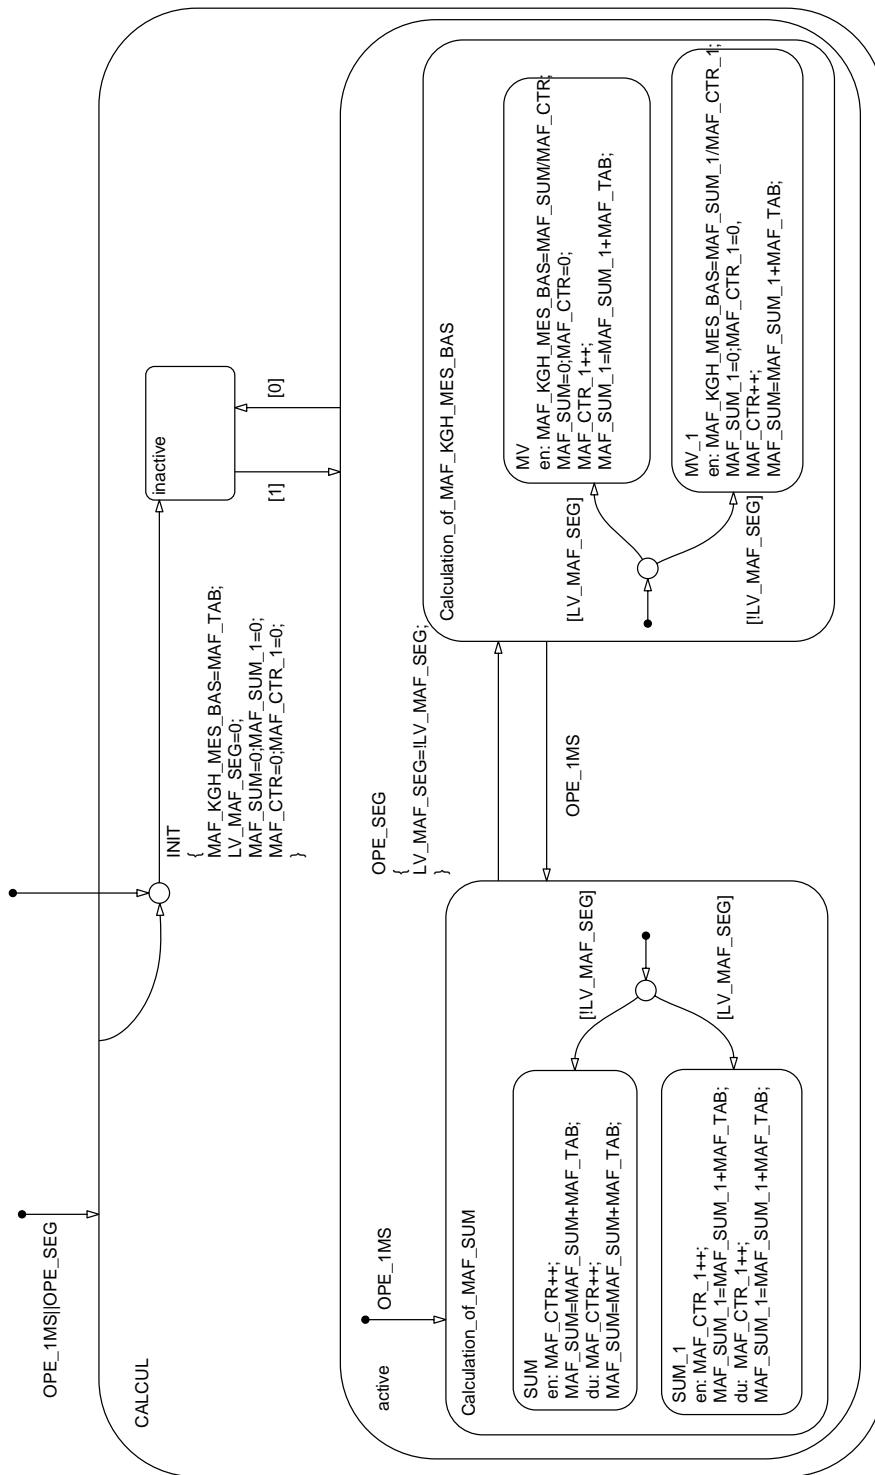 OPE_1MS||OPE_SEG
CALCUL
INIT
{
MAF_KGH_MES_BAS=MAF_TAB;
LV_MAF_SEG=0;
MAF_SUM=0;MAF_SUM_1=0;
MAF_CTR=0;MAF_CTR_1=0;
}
inactive
[1]
[0]
active
OPE_1MS
OPE_SEG
{
LV_MAF_SEG=!LV_MAF_SEG;
}
OPE_1MS
Calculation_of_MAF_SUM
SUM
en: MAF_CTR++;
MAF_SUM=MAF_SUM+MAF_TAB;
du: MAF_CTR++;
MAF_SUM=MAF_SUM+MAF_TAB;
[!LV_MAF_SEG]
SUM_1
en: MAF_CTR_1++;
MAF_SUM_1=MAF_SUM_1+MAF_TAB;
du: MAF_CTR_1++;
MAF_SUM_1=MAF_SUM_1+MAF_TAB;
[LV_MAF_SEG]
Calculation_of_MAF_KGH_MES_BAS
[LV_MAF_SEG]
MV
en: MAF_KGH_MES_BAS=MAF_SUM/MAF_CTR;
MAF_SUM=0;MAF_CTR=0;
MAF_CTR_1++;
MAF_SUM_1=MAF_SUM_1+MAF_TAB;
[!LV_MAF_SEG]
MV_1
en: MAF_KGH_MES_BAS=MAF_SUM_1/MAF_CTR_1;
MAF_SUM_1=0;MAF_CTR_1=0,
MAF_CTR++;
MAF_SUM=MAF_SUM_1+MAF_TAB;